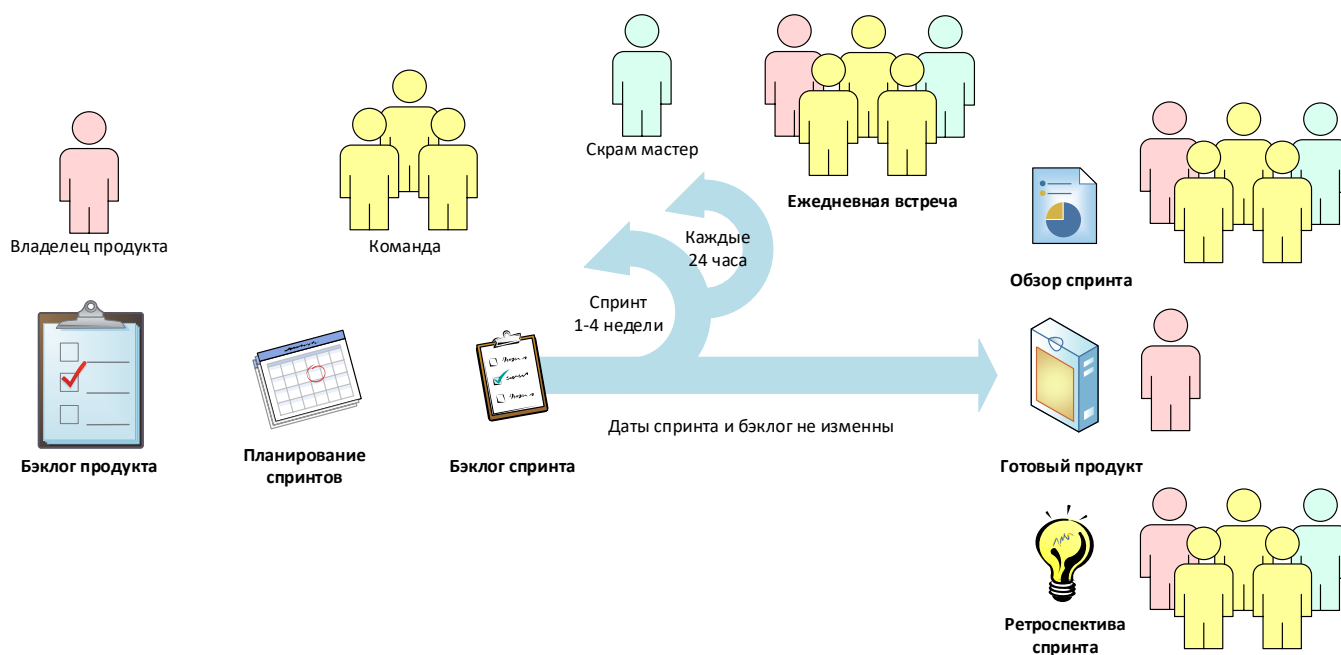 Скрам мастер
Ежедневная встреча
Владелец продукта
Команда
Каждые
24 часа
Обзор спринта
Спринт
1-4 недели
Даты спринта и бэклог не изменны
Бэклог продукта
Планирование
спринтов
Бэклог спринта
Готовый продукт
Ретроспектива
спринта